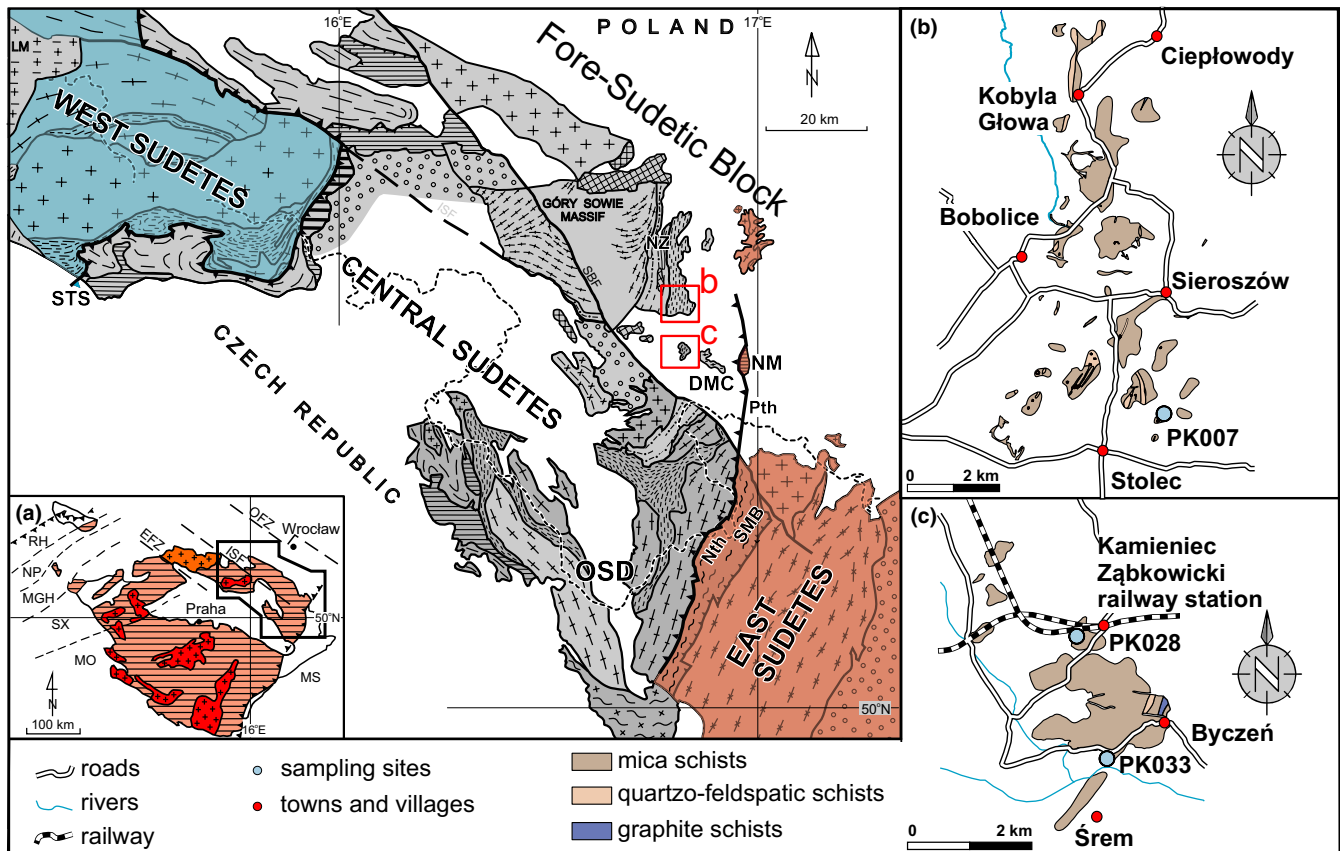 16°E
17°E
POLAND
Fore-Sudetic Block
N
20 km
LM
WEST SUDETES
ISF
GÓRY SOWIE
MASSIF
NZ
SBF
STS
CENTRAL SUDETES
b
c
DMC
NM
Pth
CZECH REPUBLIC
OSD
Nth
SMB
EAST
SUDETES
50°N
(a)
RH
NP
MGH
SX
MO
EFZ
ISF
OFZ
Wrocław
Praha
50°N
MS
N
100 km
16°E
(b)
Ciepłowody
Kobyla
Głowa
N
Bobolice
Sieroszów
PK007
0 2 km
Stolec
(c)
Kamieniec
Ząbkowicki
railway station
PK028
N
Byczeń
PK033
Śrem
0 2 km
roads
rivers
railway
sampling sites
towns and villages
mica schists
quartzo-feldspatic schists
graphite schists